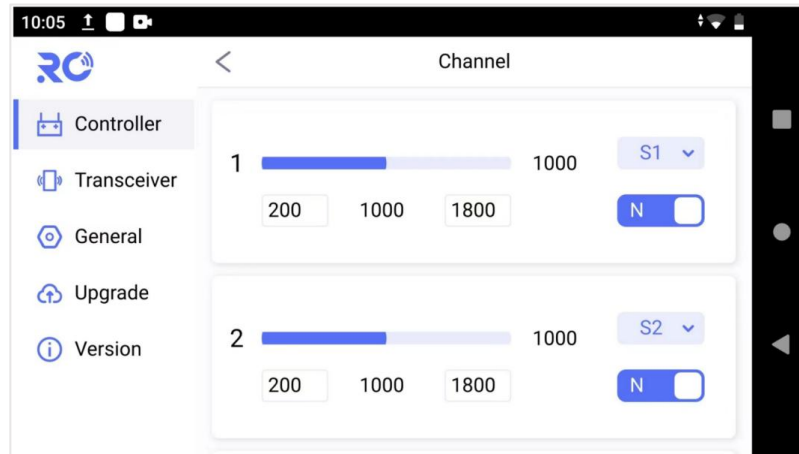 10:05
RC
Channel
Controller
Transceiver
General
Upgrade
Version
1 1000 S1
200 1000 1800 N
2 1000 S2
200 1000 1800 N